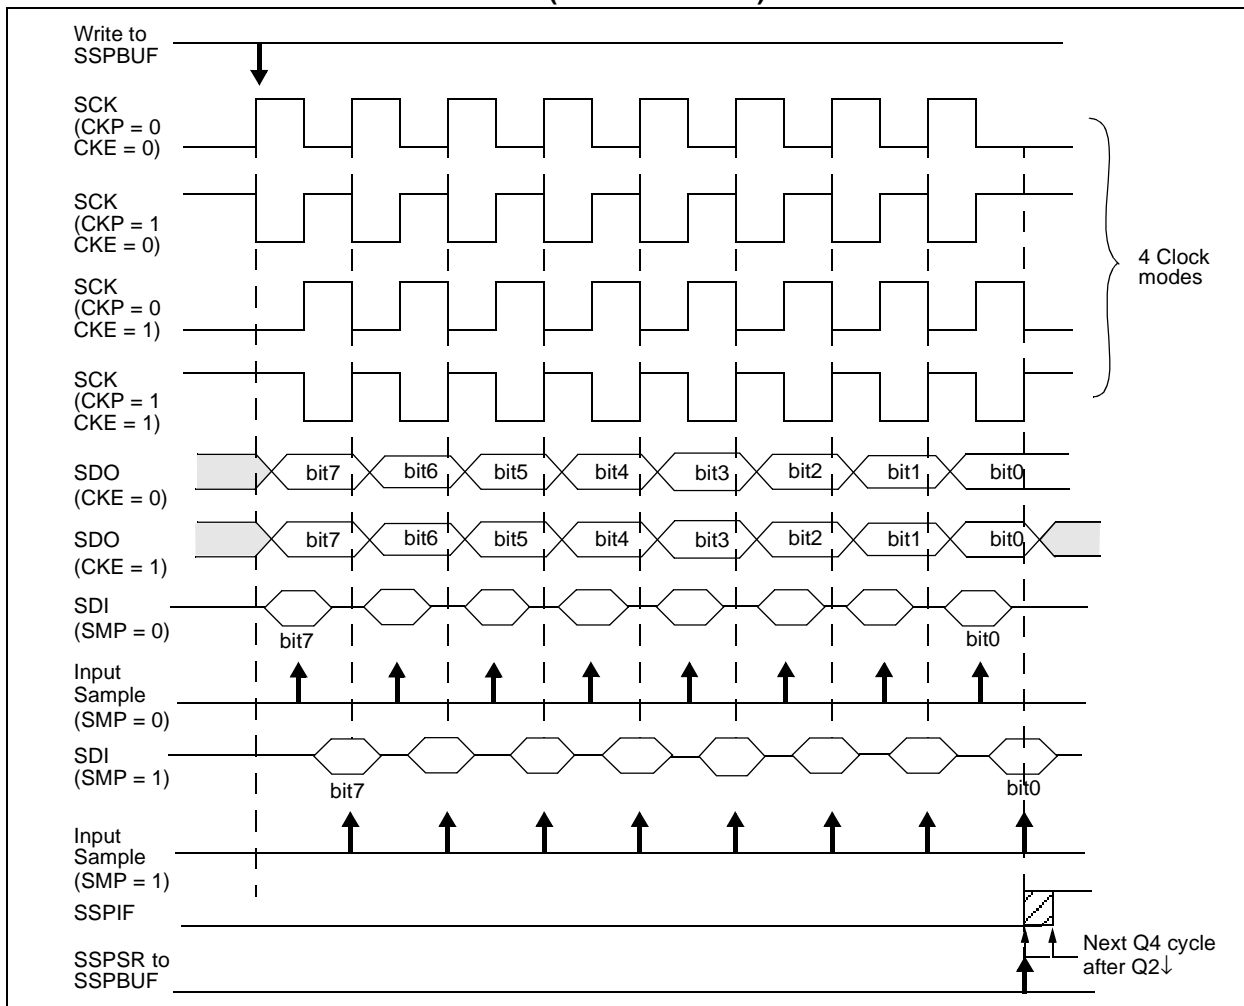 Write to
SSPBUF
SCK
(CKP = 0
CKE = 0)
SCK
(CKP = 1
CKE = 0)
4 Clock
modes
SCK
(CKP = 0
CKE = 1)
SCK
(CKP = 1
CKE = 1)
SDO
(CKE = 0)
bit7 bit6 bit5 bit4 bit3 bit2 bit1 bit0
SDO
(CKE = 1)
bit7 bit6 bit5 bit4 bit3 bit2 bit1 bit0
SDI
(SMP = 0)
bit7 bit0
Input
Sample
(SMP = 0)
SDI
(SMP = 1)
bit7 bit0
Input
Sample
(SMP = 1)
SSPIF
Next Q4 cycle
after Q2↓
SSPSR to
SSPBUF